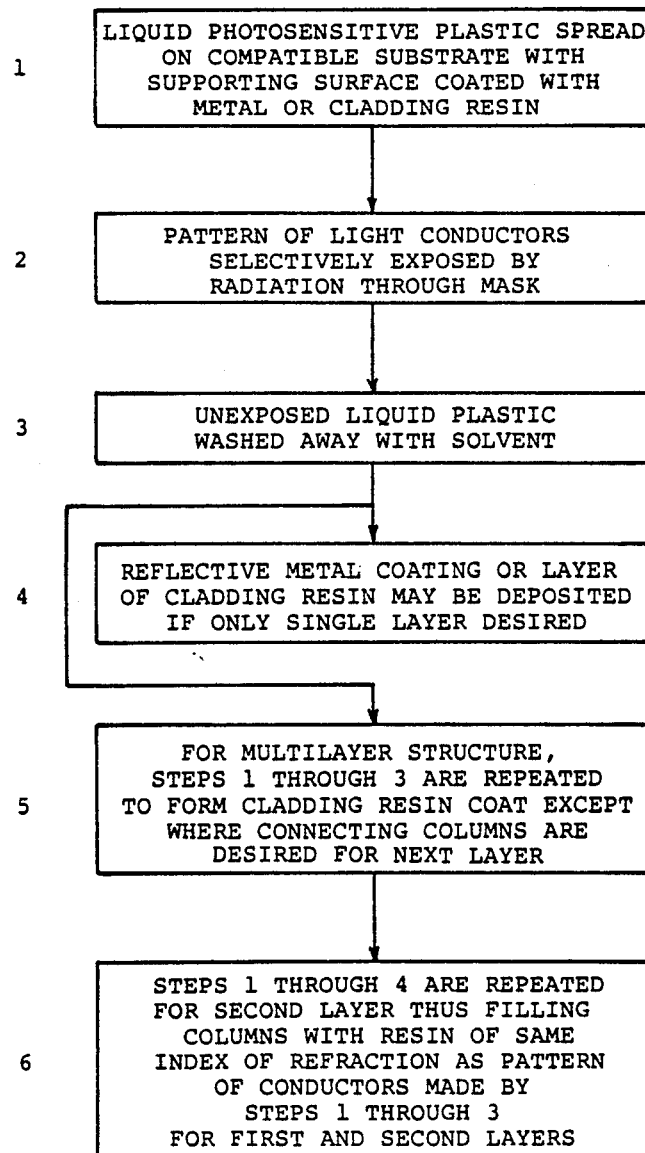 1
LIQUID PHOTOSENSITIVE PLASTIC SPREAD
ON COMPATIBLE SUBSTRATE WITH
SUPPORTING SURFACE COATED WITH
METAL OR CLADDING RESIN
2
PATTERN OF LIGHT CONDUCTORS
SELECTIVELY EXPOSED BY
RADIATION THROUGH MASK
3
UNEXPOSED LIQUID PLASTIC
WASHED AWAY WITH SOLVENT
4
REFLECTIVE METAL COATING OR LAYER
OF CLADDING RESIN MAY BE DEPOSITED
IF ONLY SINGLE LAYER DESIRED
5
FOR MULTILAYER STRUCTURE,
STEPS 1 THROUGH 3 ARE REPEATED
TO FORM CLADDING RESIN COAT EXCEPT
WHERE CONNECTING COLUMNS ARE
DESIRED FOR NEXT LAYER
6
STEPS 1 THROUGH 4 ARE REPEATED
FOR SECOND LAYER THUS FILLING
COLUMNS WITH RESIN OF SAME
INDEX OF REFRACTION AS PATTERN
OF CONDUCTORS MADE BY
STEPS 1 THROUGH 3
FOR FIRST AND SECOND LAYERS